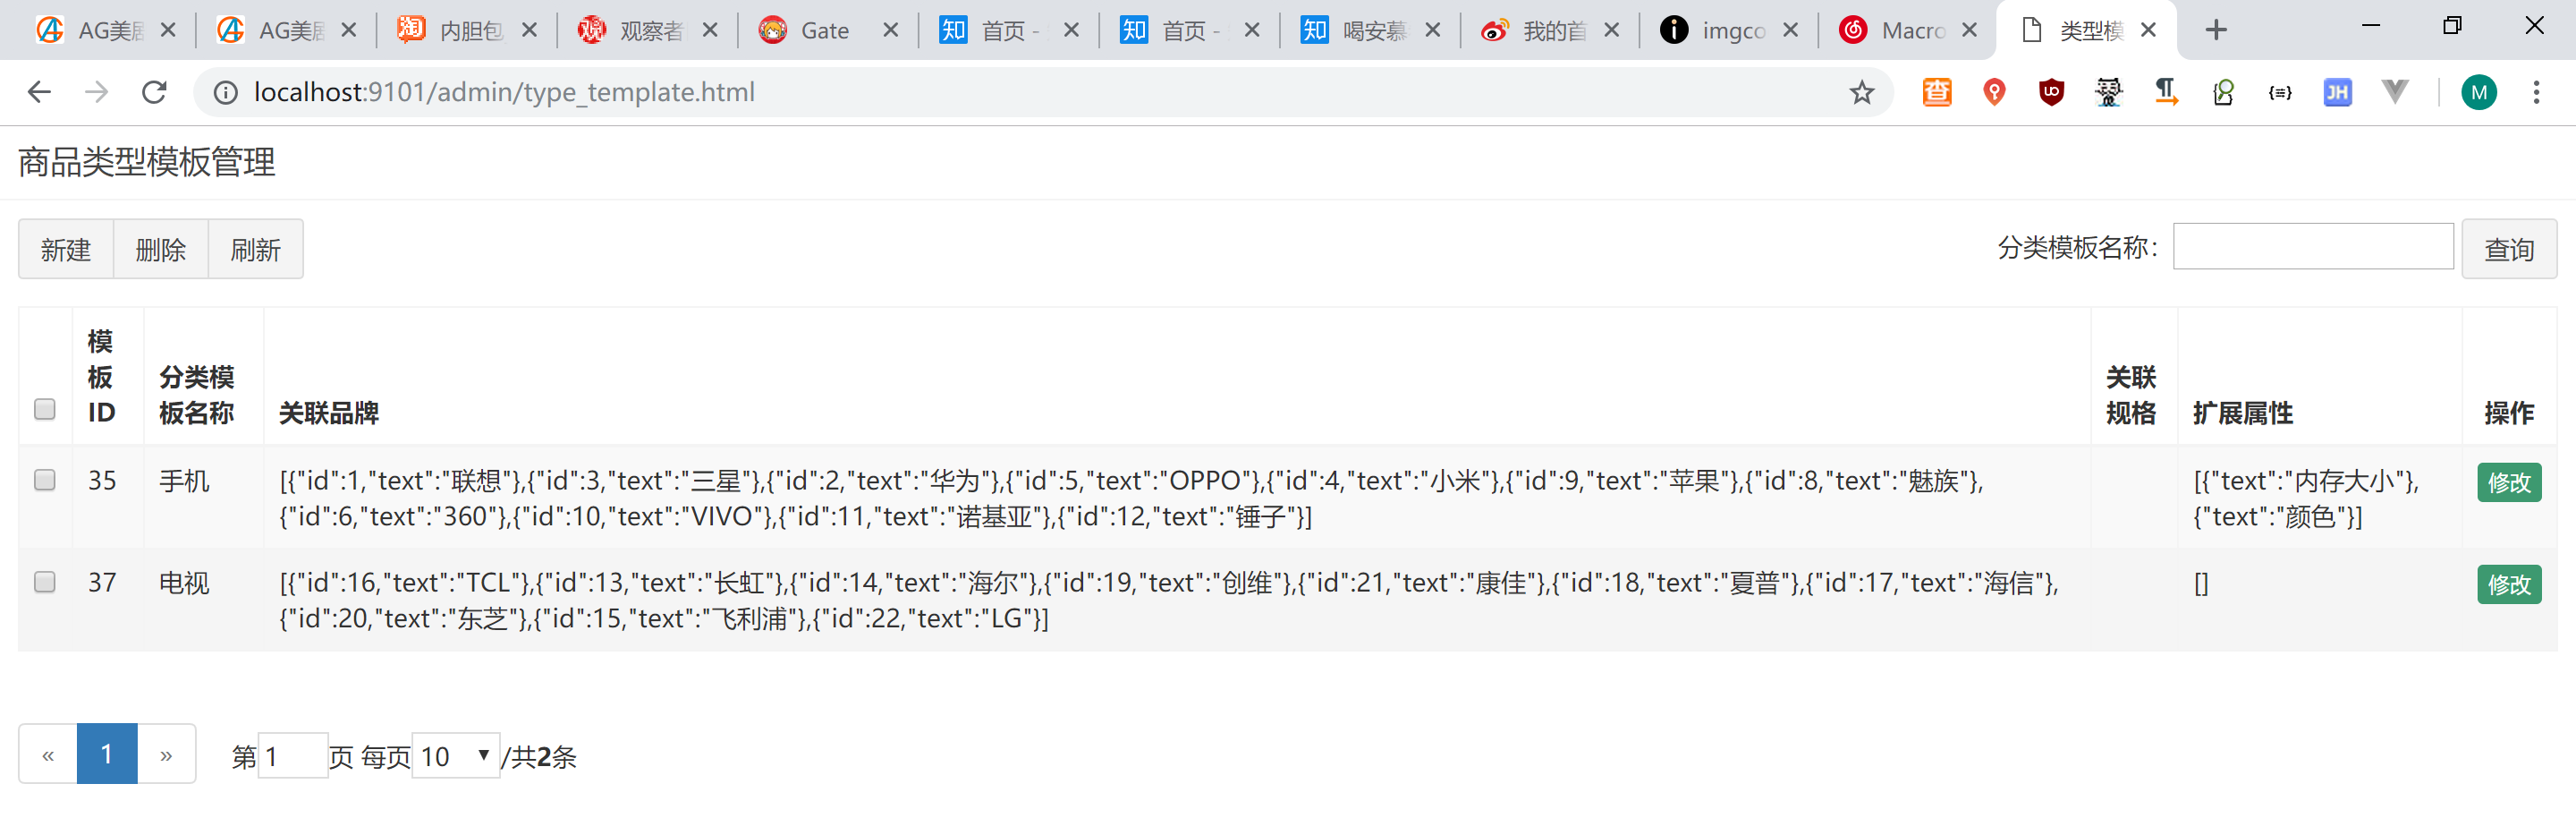 AG美居 AG美居 内胆包 观察者 Gate 首页 - 首页 - 喝安慕 我的首 imgco Macro 类型模
localhost:9101/admin/type_template.html
商品类型模板管理
新建 删除 刷新 分类模板名称： 查询
模板ID 分类模板名称 关联品牌 关联规格 扩展属性 操作
35 手机 [{"id":1,"text":"联想"},{"id":3,"text":"三星"},{"id":2,"text":"华为"},{"id":5,"text":"OPPO"},{"id":4,"text":"小米"},{"id":9,"text":"苹果"},{"id":8,"text":"魅族"}, [{"text":"内存大小"}, 修改
{"id":6,"text":"360"},{"id":10,"text":"VIVO"},{"id":11,"text":"诺基亚"},{"id":12,"text":"锤子"}] {"text":"颜色"}]
37 电视 [{"id":16,"text":"TCL"},{"id":13,"text":"长虹"},{"id":14,"text":"海尔"},{"id":19,"text":"创维"},{"id":21,"text":"康佳"},{"id":18,"text":"夏普"},{"id":17,"text":"海信"}, [] 修改
{"id":20,"text":"东芝"},{"id":15,"text":"飞利浦"},{"id":22,"text":"LG"}]
« 1 » 第1页 每页10/共2条